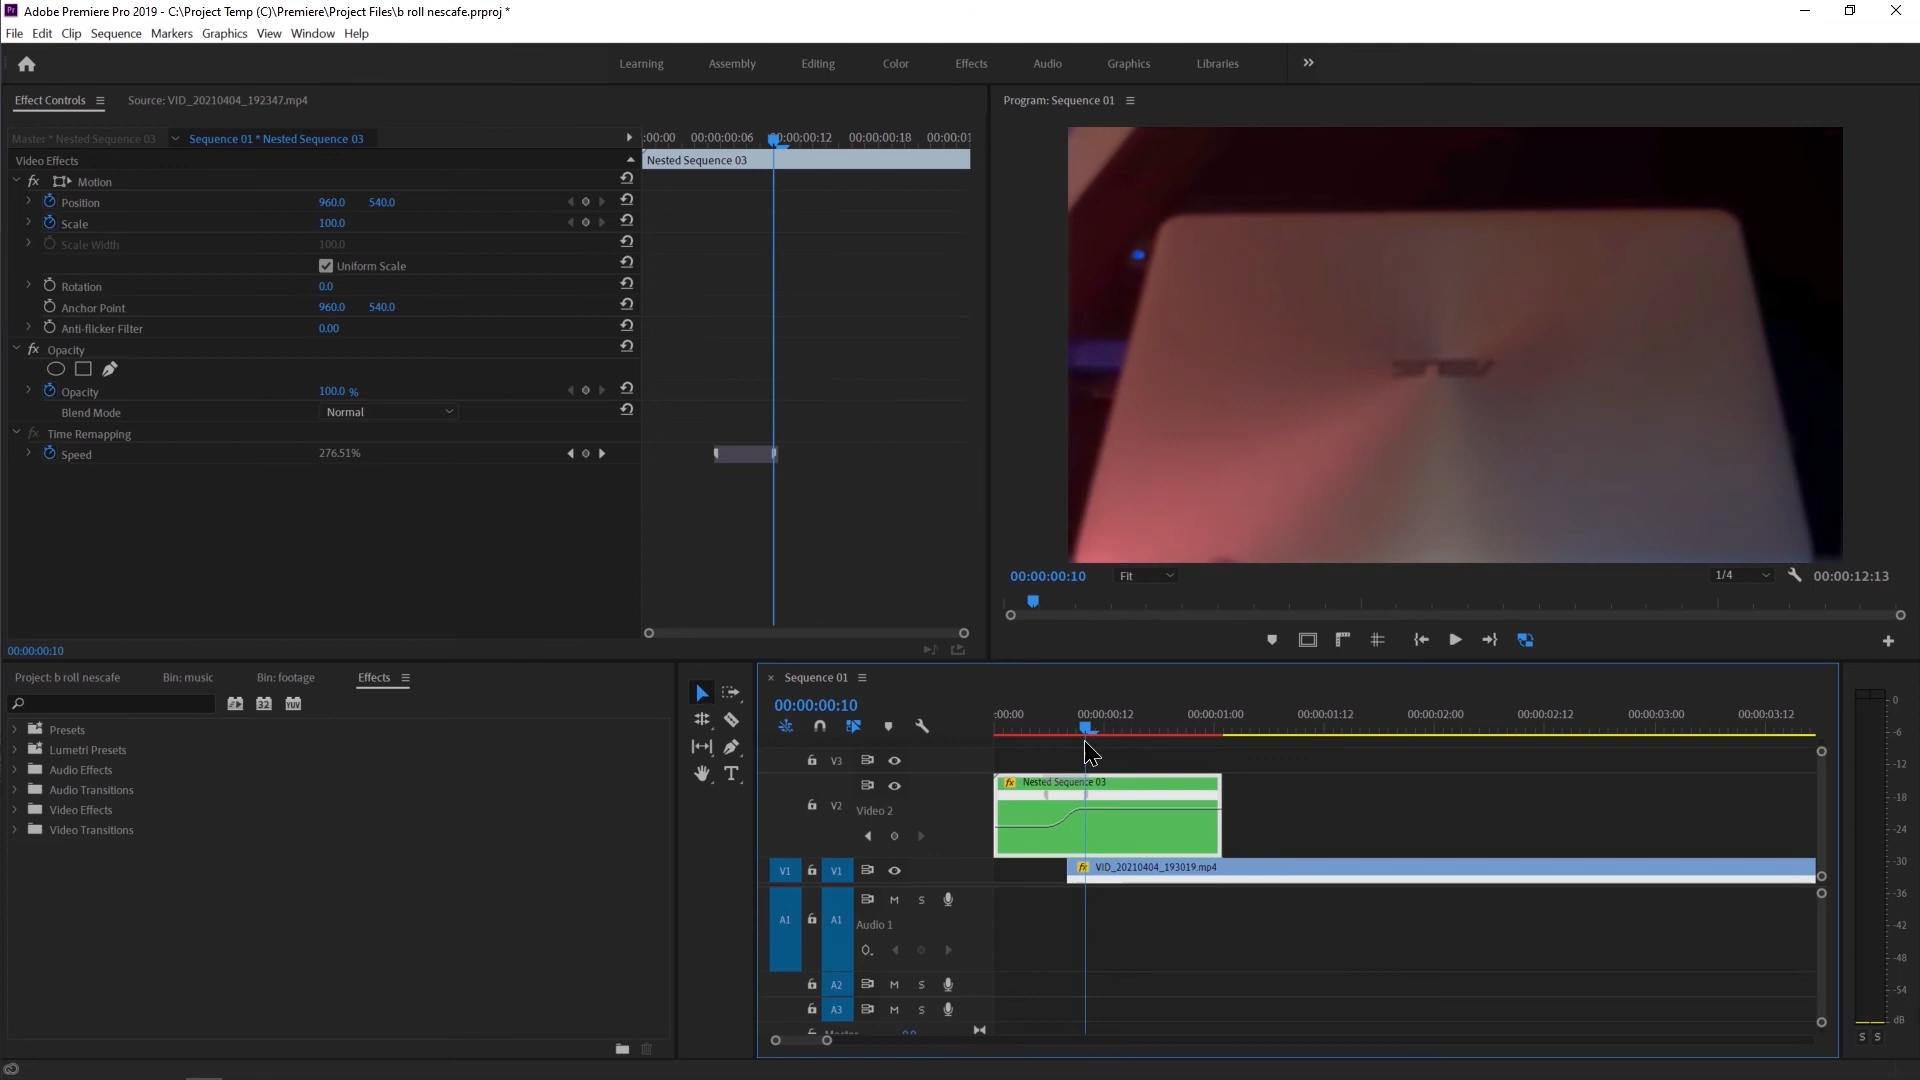 Pr Adobe Premiere Pro 2019 - C:\Project Temp (C)\Premiere\Project Files\b roll nescafe.prproj *
File Edit Clip Sequence Markers Graphics View Window Help
Learning Assembly Editing Color Effects Audio Graphics Libraries
Effect Controls Source: VID_20210404_192347.mp4
Program: Sequence 01
Master * Nested Sequence 03 Sequence 01 * Nested Sequence 03
:00:00 00:00:00:06 00:00:00:12 00:00:00:18 00:00:01
Video Effects
Nested Sequence 03
fx Motion
Position 960.0 540.0
Scale 100.0
Scale Width 100.0
Uniform Scale
Rotation 0.0
Anchor Point 960.0 540.0
Anti-flicker Filter 0.00
fx Opacity
Opacity 100.0 %
Blend Mode Normal
fx Time Remapping
Speed 276.51%
00:00:00:10
00:00:00:10 Fit 1/4 00:00:12:13
Project: b roll nescafe Bin: music Bin: footage Effects
32 YUV
Presets
Lumetri Presets
Audio Effects
Audio Transitions
Video Effects
Video Transitions
× Sequence 01
00:00:00:10
:00:00 00:00:00:12 00:00:01:00 00:00:01:12 00:00:02:00 00:00:02:12 00:00:03:00 00:00:03:12
V3
fx Nested Sequence 03
V2 Video 2
V1 V1 fx VID_20210404_193019.mp4
A1 A1 M S
Audio 1
A2 M S
A3 M S
0
-6
-12
-18
-24
-30
-36
-42
-48
-54
dB
S S